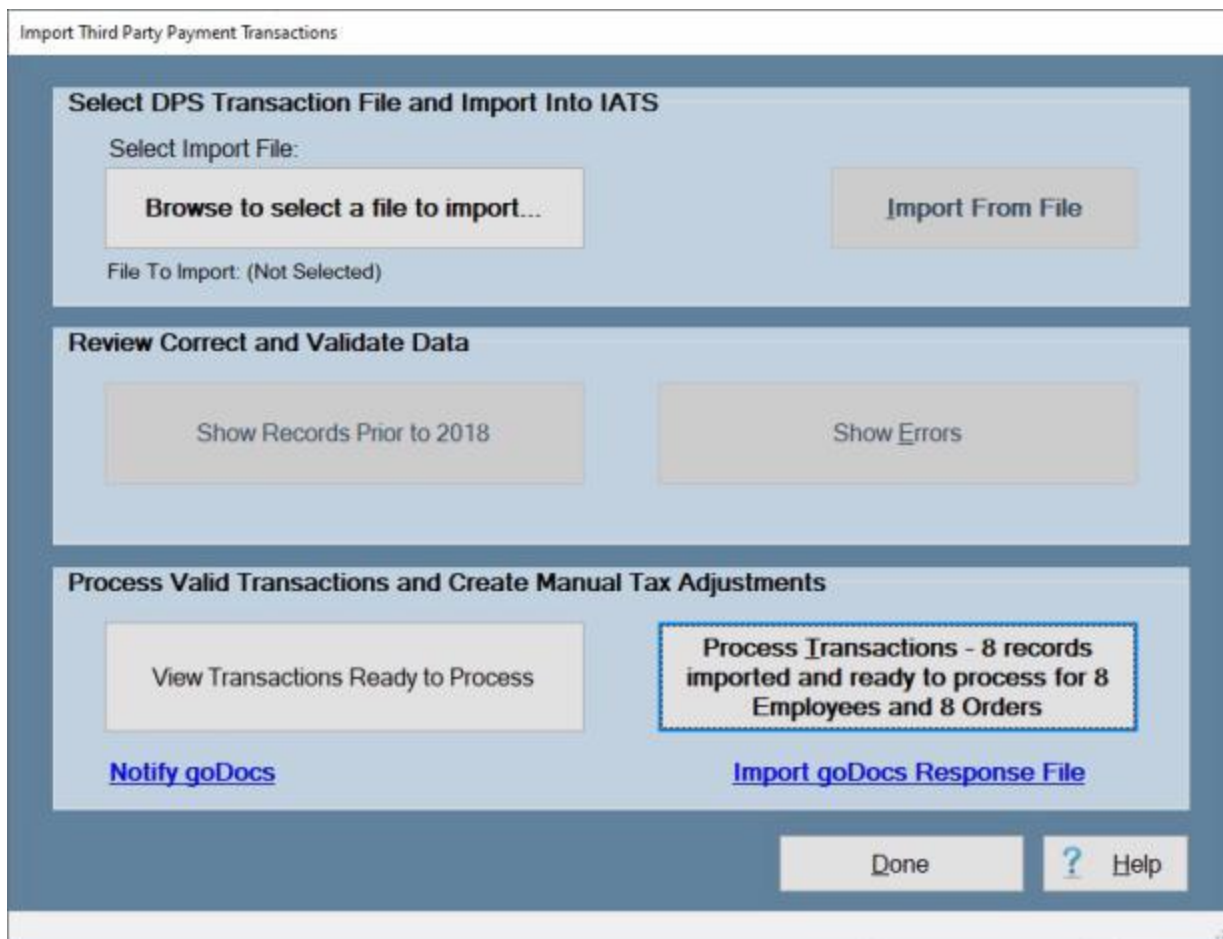 Import Third Party Payment Transactions
Select DPS Transaction File and Import Into IATS
Select Import File:
Browse to select a file to import...
Import From File
File To Import: (Not Selected)
Review Correct and Validate Data
Show Records Prior to 2018
Show Errors
Process Valid Transactions and Create Manual Tax Adjustments
View Transactions Ready to Process
Process Transactions - 8 records
imported and ready to process for 8
Employees and 8 Orders
Notify goDocs
Import goDocs Response File
Done
? Help